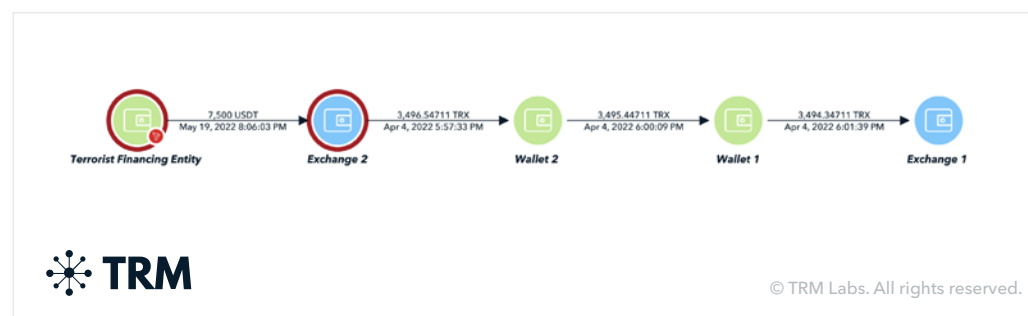 7,500 USDT
May 19, 2022 8:06:03 PM
3,496.54711 TRX
Apr 4, 2022 5:57:33 PM
3,495.44711 TRX
Apr 4, 2022 6:00:09 PM
3,494.34711 TRX
Apr 4, 2022 6:01:39 PM
Terrorist Financing Entity
Exchange 2
Wallet 2
Wallet 1
Exchange 1
TRM
© TRM Labs. All rights reserved.